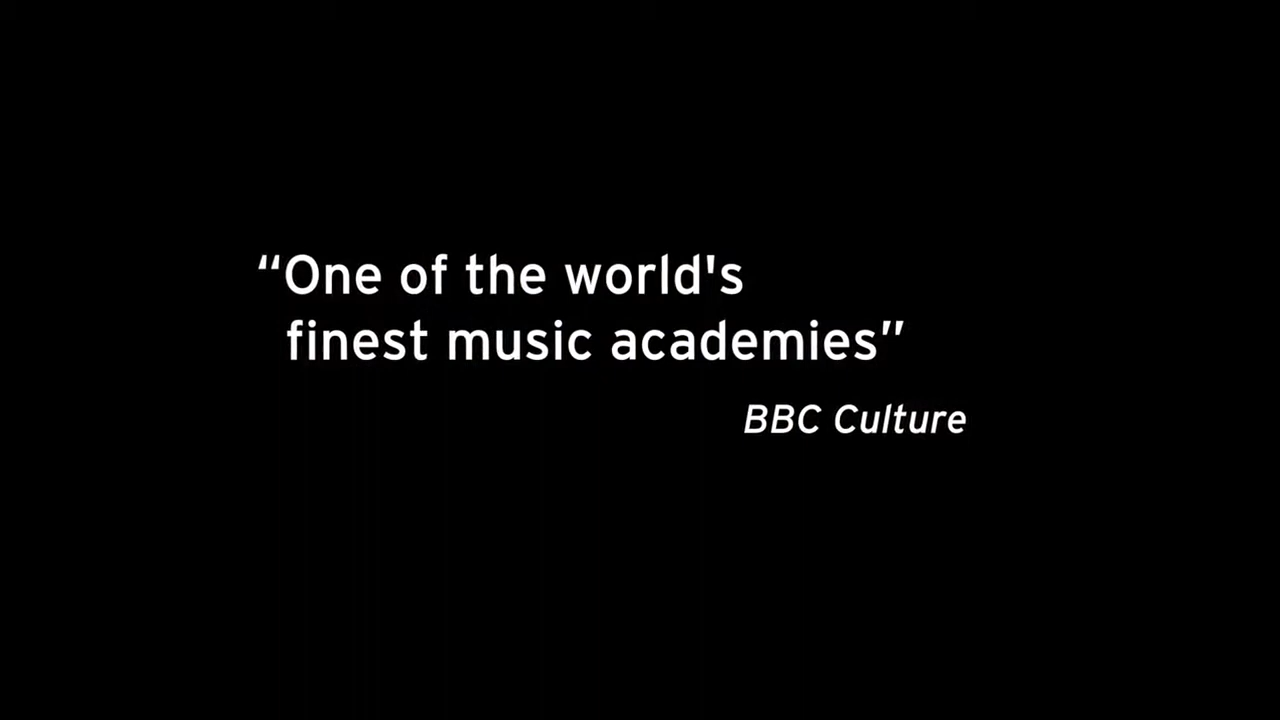 “One of the world's
finest music academies”
BBC Culture